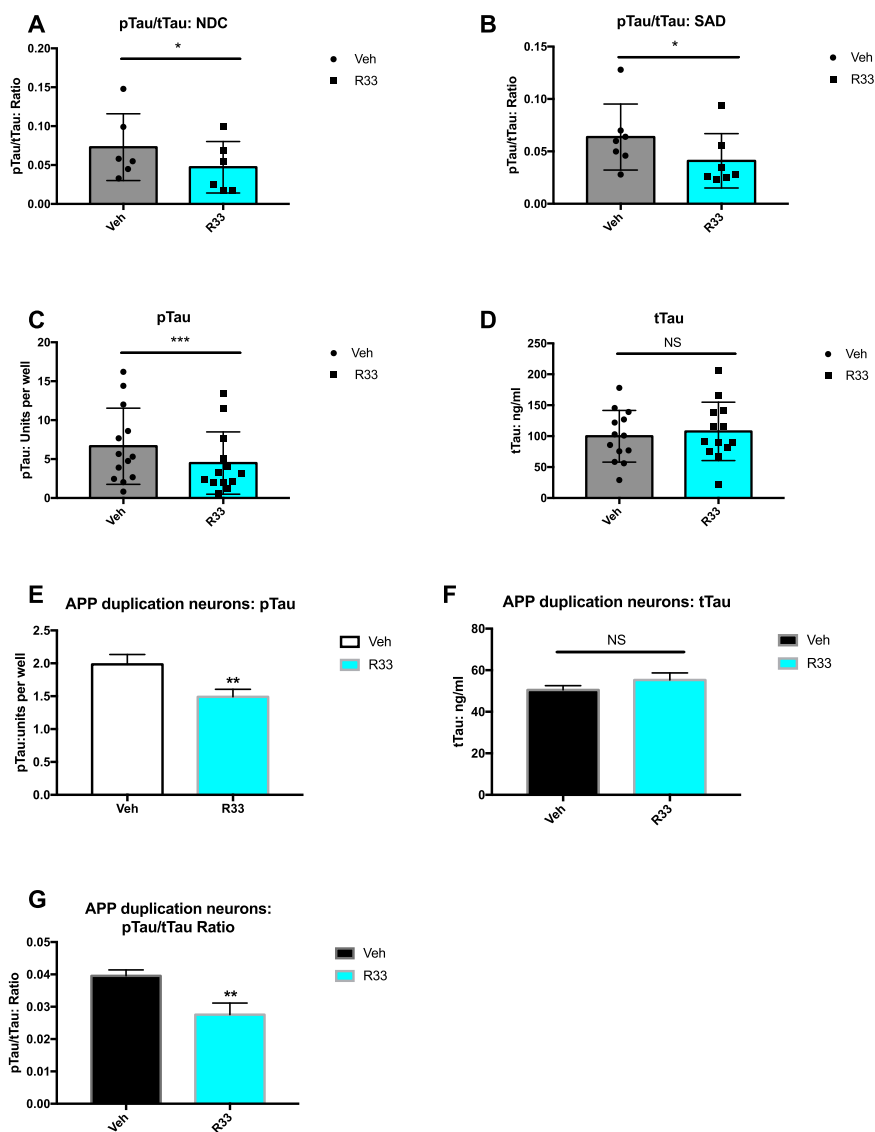 A
pTau/tTau: NDC
*
Veh
R33
0.20
0.15
0.10
0.05
0.00
pTau/tTau: Ratio
Veh
R33
B
pTau/tTau: SAD
*
Veh
R33
0.15
0.10
0.05
0.00
pTau/tTau: Ratio
Veh
R33
C
pTau
***
Veh
R33
20
15
10
5
0
pTau: Units per well
Veh
R33
D
tTau
NS
Veh
R33
250
200
150
100
50
0
tTau: ng/ml
Veh
R33
E
APP duplication neurons: pTau
Veh
R33
2.5
2.0
1.5
1.0
0.5
0.0
pTau:units per well
**
Veh
R33
F
APP duplication neurons: tTau
NS
Veh
R33
80
60
40
20
0
tTau: ng/ml
Veh
R33
G
APP duplication neurons:
pTau/tTau Ratio
Veh
R33
0.05
0.04
0.03
0.02
0.01
0.00
pTau/tTau: Ratio
**
Veh
R33